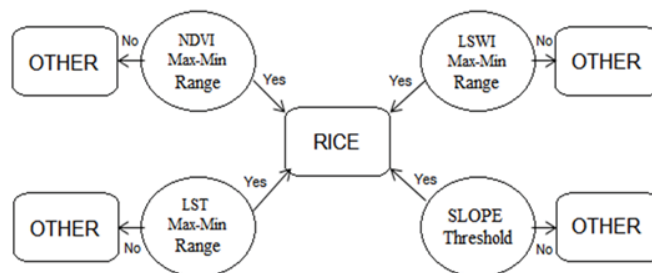 OTHER
No
NDVI
Max-Min
Range
Yes
LSWI
Max-Min
Range
Yes
No
OTHER
RICE
OTHER
No
LST
Max-Min
Range
Yes
SLOPE
Threshold
Yes
No
OTHER